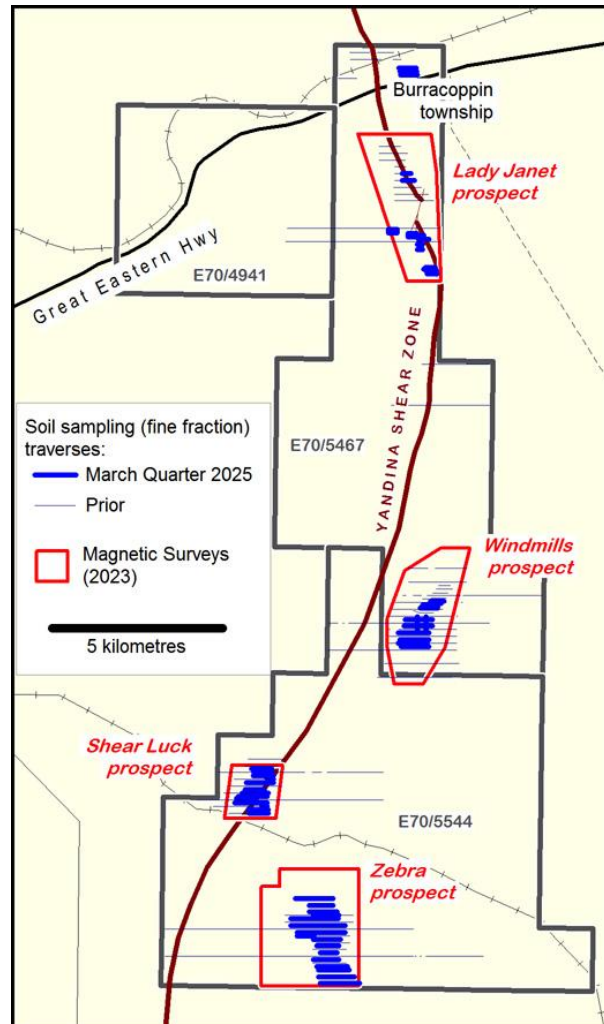 Burracoppin
township
Lady Janet
prospect
Great Eastern Hwy
E70/4941
YANDINA SHEAR ZONE
Soil sampling (fine fraction)
traverses:
March Quarter 2025
Prior
Magnetic Surveys
(2023)
5 kilometres
E70/5467
Windmills
prospect
Shear Luck
prospect
E70/5544
Zebra
prospect